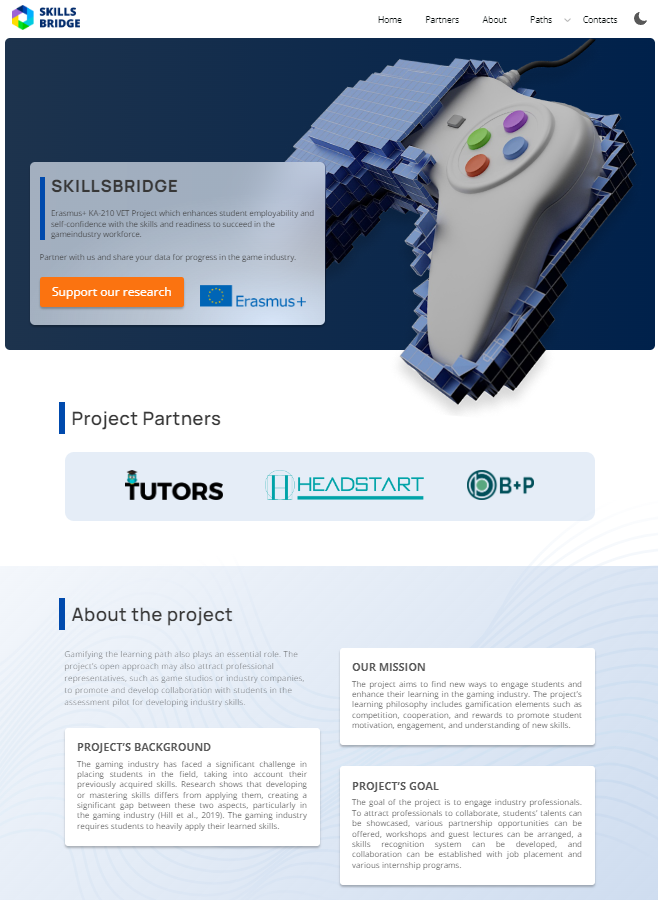 SKILLS
BRIDGE
Home Partners About Paths Contacts
SKILLSBRIDGE
Erasmus+ KA-210 VET Project which enhances student employability and
self-confidence with the skills and readiness to succeed in the
gameindustry workforce.
Partner with us and share your data for progress in the game industry.
Support our research
Erasmus+
Project Partners
TUTORS
HEADSTART
B+P
About the project
Gamifying the learning path also plays an essential role. The
project's open approach may also attract professional
representatives, such as game studios or industry companies,
to promote and develop collaboration with students in the
assessment pilot for developing industry skills.
PROJECT'S BACKGROUND
The gaming industry has faced a significant challenge in
placing students in the field, taking into account their
previously acquired skills. Research shows that developing
or mastering skills differs from applying them, creating a
significant gap between these two aspects, particularly in
the gaming industry (Hill et al., 2019). The gaming industry
requires students to heavily apply their learned skills.
OUR MISSION
The project aims to find new ways to engage students and
enhance their learning in the gaming industry. The project's
learning philosophy includes gamification elements such as
competition, cooperation, and rewards to promote student
motivation, engagement, and understanding of new skills.
PROJECT'S GOAL
The goal of the project is to engage industry professionals.
To attract professionals to collaborate, students' talents can
be showcased, various partnership opportunities can be
offered, workshops and guest lectures can be arranged, a
skills recognition system can be developed, and
collaboration can be established with job placement and
various internship programs.